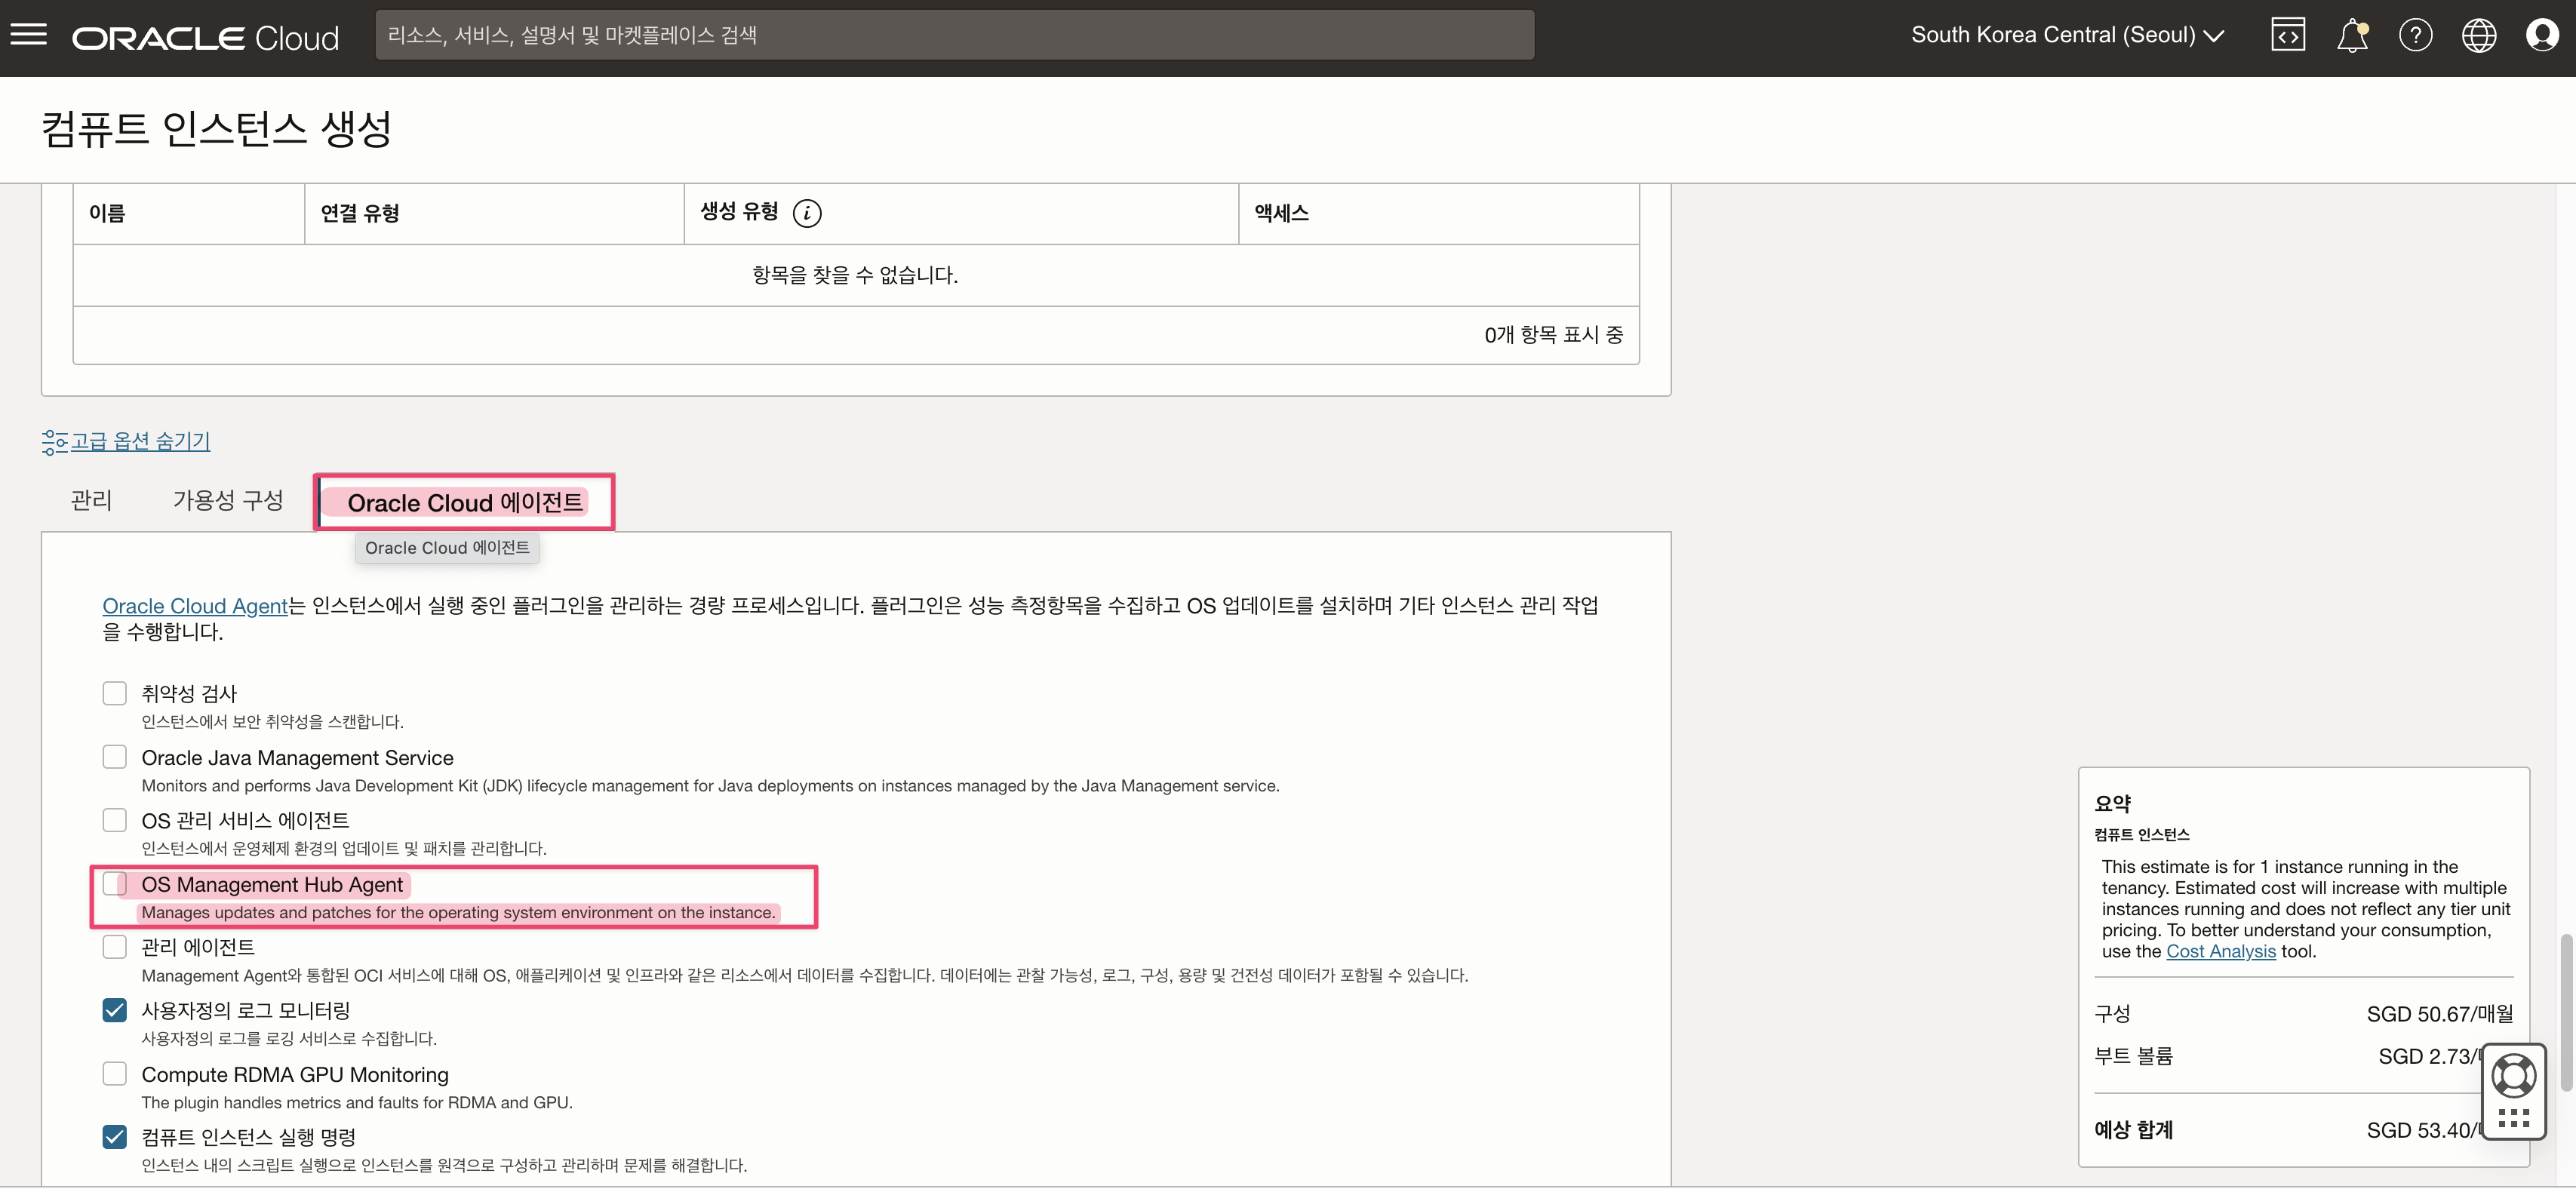 ORACLE Cloud
리소스, 서비스, 설명서 및 마켓플레이스 검색
South Korea Central (Seoul)
컴퓨트 인스턴스 생성
이름
연결 유형
생성 유형
액세스
항목을 찾을 수 없습니다.
0개 항목 표시 중
고급 옵션 숨기기
관리
가용성 구성
Oracle Cloud 에이전트
Oracle Cloud 에이전트
Oracle Cloud Agent는 인스턴스에서 실행 중인 플러그인을 관리하는 경량 프로세스입니다. 플러그인은 성능 측정항목을 수집하고 OS 업데이트를 설치하며 기타 인스턴스 관리 작업
을 수행합니다.
취약성 검사
인스턴스에서 보안 취약성을 스캔합니다.
Oracle Java Management Service
Monitors and performs Java Development Kit (JDK) lifecycle management for Java deployments on instances managed by the Java Management service.
OS 관리 서비스 에이전트
인스턴스에서 운영체제 환경의 업데이트 및 패치를 관리합니다.
OS Management Hub Agent
Manages updates and patches for the operating system environment on the instance.
관리 에이전트
Management Agent와 통합된 OCI 서비스에 대해 OS, 애플리케이션 및 인프라와 같은 리소스에서 데이터를 수집합니다. 데이터에는 관찰 가능성, 로그, 구성, 용량 및 건전성 데이터가 포함될 수 있습니다.
사용자정의 로그 모니터링
사용자정의 로그를 로깅 서비스로 수집합니다.
Compute RDMA GPU Monitoring
The plugin handles metrics and faults for RDMA and GPU.
컴퓨트 인스턴스 실행 명령
인스턴스 내의 스크립트 실행으로 인스턴스를 원격으로 구성하고 관리하며 문제를 해결합니다.
요약
컴퓨트 인스턴스
This estimate is for 1 instance running in the
tenancy. Estimated cost will increase with multiple
instances running and does not reflect any tier unit
pricing. To better understand your consumption,
use the Cost Analysis tool.
구성
SGD 50.67/매월
부트 볼륨
SGD 2.73/
예상 합계
SGD 53.40/